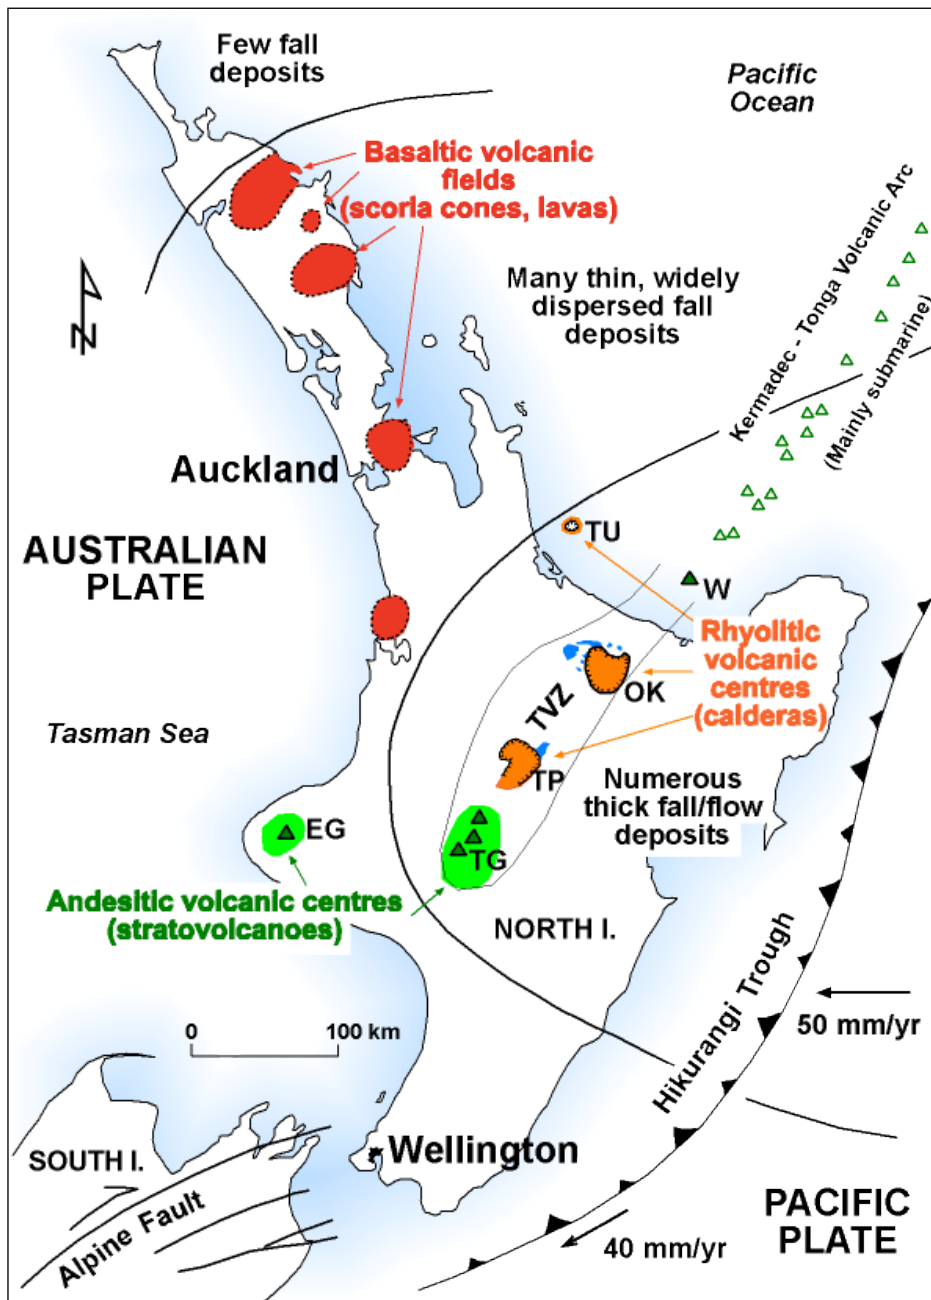 Few fall
deposits
Pacific
Ocean
Basaltic volcanic
fields
(scoria cones, lavas)
Kermadec - Tonga Volcanic Arc
(Mainly submarine)
Many thin, widely
dispersed fall
deposits
N
Auckland
AUSTRALIAN
PLATE
TU
W
Rhyolitic
volcanic
centres
(calderas)
OK
TVZ
Tasman Sea
TP
Numerous
thick fall/flow
deposits
EG
TG
Andesitic volcanic centres
(stratovolcanoes)
NORTH I.
Hikurangi Trough
50 mm/yr
0 100 km
SOUTH I.
Wellington
Alpine Fault
40 mm/yr
PACIFIC
PLATE